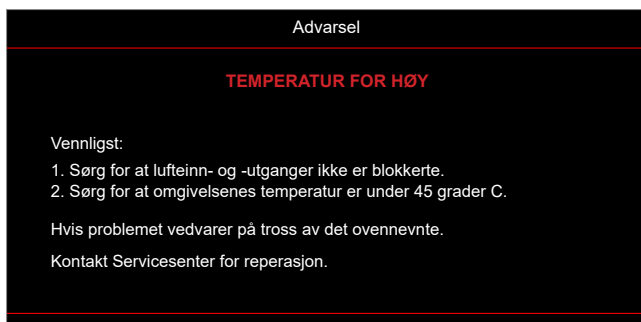 Advarsel
TEMPERATUR FOR HØY
Vennligst:
1. Sørg for at lufteinn- og -utganger ikke er blokkerte.
2. Sørg for at omgivelsenes temperatur er under 45 grader C.
Hvis problemet vedvarer på tross av det ovennevnte.
Kontakt Servicesenter for reperasjon.